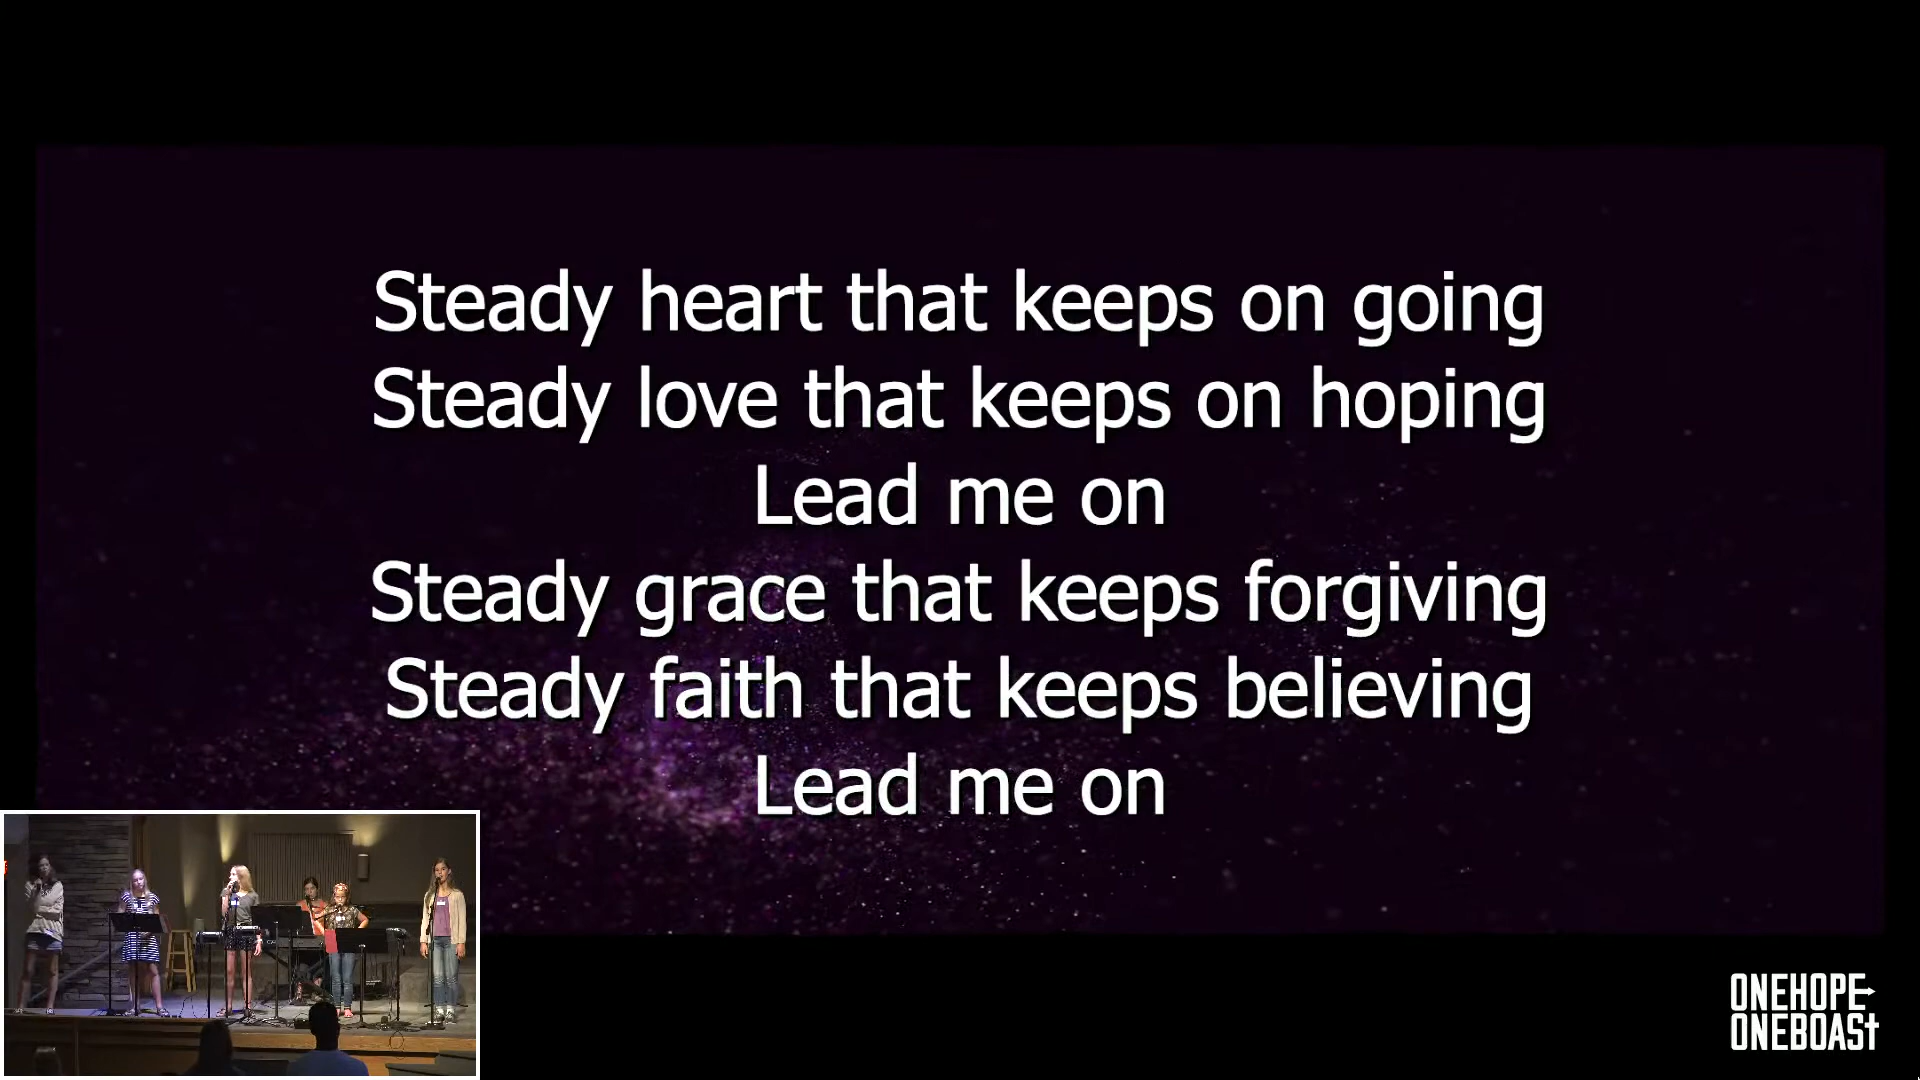 Steady heart that keeps on going
Steady love that keeps on hoping
Lead me on
Steady grace that keeps forgiving
Steady faith that keeps believing
Lead me on
ONEHOPE
ONEBOAST